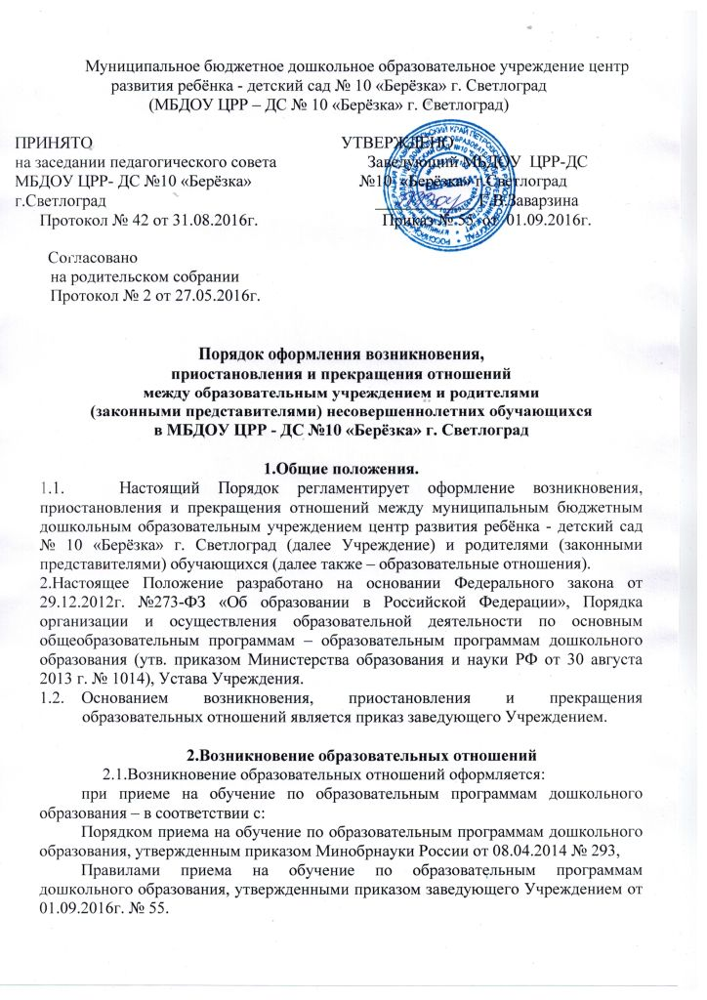 Муниципальное бюджетное дошкольное образовательное учреждение центр
развития ребёнка - детский сад № 10 «Берёзка» г. Светлоград
(МБДОУ ЦРР – ДС № 10 «Берёзка» г. Светлоград)
ПРИНЯТО УТВЕРЖДЕНО
на заседании педагогического совета Заведующий МБДОУ ЦРР-ДС
МБДОУ ЦРР- ДС №10 «Берёзка» №10 «Берёзка» г.Светлоград
г.Светлоград В.Заварзина
Протокол № 42 от 31.08.2016г. Приказ № 55 от 01.09.2016г.
Согласовано
на родительском собрании
Протокол № 2 от 27.05.2016г.
Порядок оформления возникновения,
приостановления и прекращения отношений
между образовательным учреждением и родителями
(законными представителями) несовершеннолетних обучающихся
в МБДОУ ЦРР - ДС №10 «Берёзка» г. Светлоград
1.Общие положения.
1.1. Настоящий Порядок регламентирует оформление возникновения,
приостановления и прекращения отношений между муниципальным бюджетным
дошкольным образовательным учреждением центр развития ребёнка - детский сад
№ 10 «Берёзка» г. Светлоград (далее Учреждение) и родителями (законными
представителями) обучающихся (далее также – образовательные отношения).
2.Настоящее Положение разработано на основании Федерального закона от
29.12.2012г. №273-ФЗ «Об образовании в Российской Федерации», Порядка
организации и осуществления образовательной деятельности по основным
общеобразовательным программам – образовательным программам дошкольного
образования (утв. приказом Министерства образования и науки РФ от 30 августа
2013 г. № 1014), Устава Учреждения.
1.2. Основанием возникновения, приостановления и прекращения
образовательных отношений является приказ заведующего Учреждением.
2.Возникновение образовательных отношений
2.1.Возникновение образовательных отношений оформляется:
при приеме на обучение по образовательным программам дошкольного
образования – в соответствии с:
Порядком приема на обучение по образовательным программам дошкольного
образования, утвержденным приказом Минобрнауки России от 08.04.2014 № 293,
Правилами приема на обучение по образовательным программам
дошкольного образования, утвержденными приказом заведующего Учреждением от
01.09.2016г. № 55.